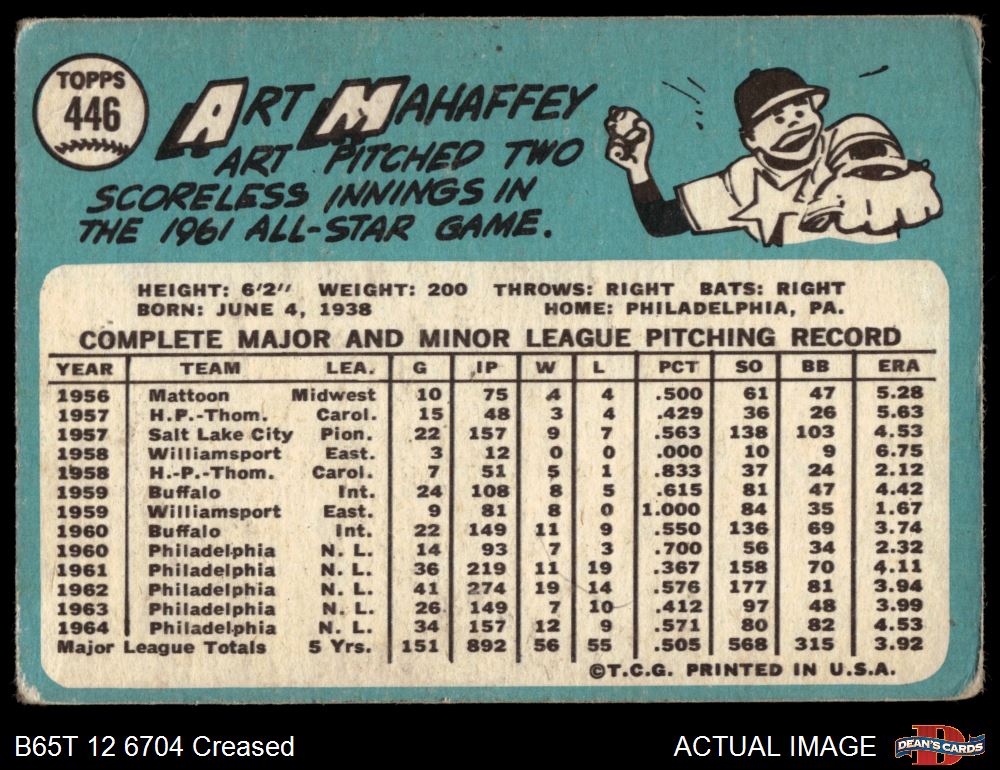 TOPPS
446
ART MAHAFFEY
ART PITCHED TWO
SCORELESS INNINGS IN
THE 1961 ALL-STAR GAME.
HEIGHT: 6'2" WEIGHT: 200 THROWS: RIGHT BATS: RIGHT
BORN: JUNE 4, 1938 HOME: PHILADELPHIA, PA.
COMPLETE MAJOR AND MINOR LEAGUE PITCHING RECORD
YEAR TEAM LEA. G IP W L PCT SO BB ERA
1956 Mattoon Midwest 10 75 4 4 .500 61 47 5.28
1957 H.P.-Thom. Carol. 15 48 3 4 .429 36 26 5.63
1957 Salt Lake City Pion. 22 157 9 7 .563 138 103 4.53
1958 Williamsport East. 3 12 0 0 .000 10 9 6.75
1958 H.-P.-Thom. Carol. 7 51 5 1 .833 37 24 2.12
1959 Buffalo Int. 24 108 8 5 .615 81 47 4.42
1959 Williamsport East. 9 81 8 0 1.000 84 35 1.67
1960 Buffalo Int. 22 149 11 9 .550 136 69 3.74
1960 Philadelphia N. L. 14 93 7 3 .700 56 34 2.32
1961 Philadelphia N. L. 36 219 11 19 .367 158 70 4.11
1962 Philadelphia N. L. 41 274 19 14 .576 177 81 3.94
1963 Philadelphia N. L. 26 149 7 10 .412 97 48 3.99
1964 Philadelphia N. L. 34 157 12 9 .571 80 82 4.53
Major League Totals 5 Yrs. 151 892 56 55 .505 568 315 3.92
©T.C.G. PRINTED IN U.S.A.
B65T 12 6704 Creased ACTUAL IMAGE DEAN'S CARDS